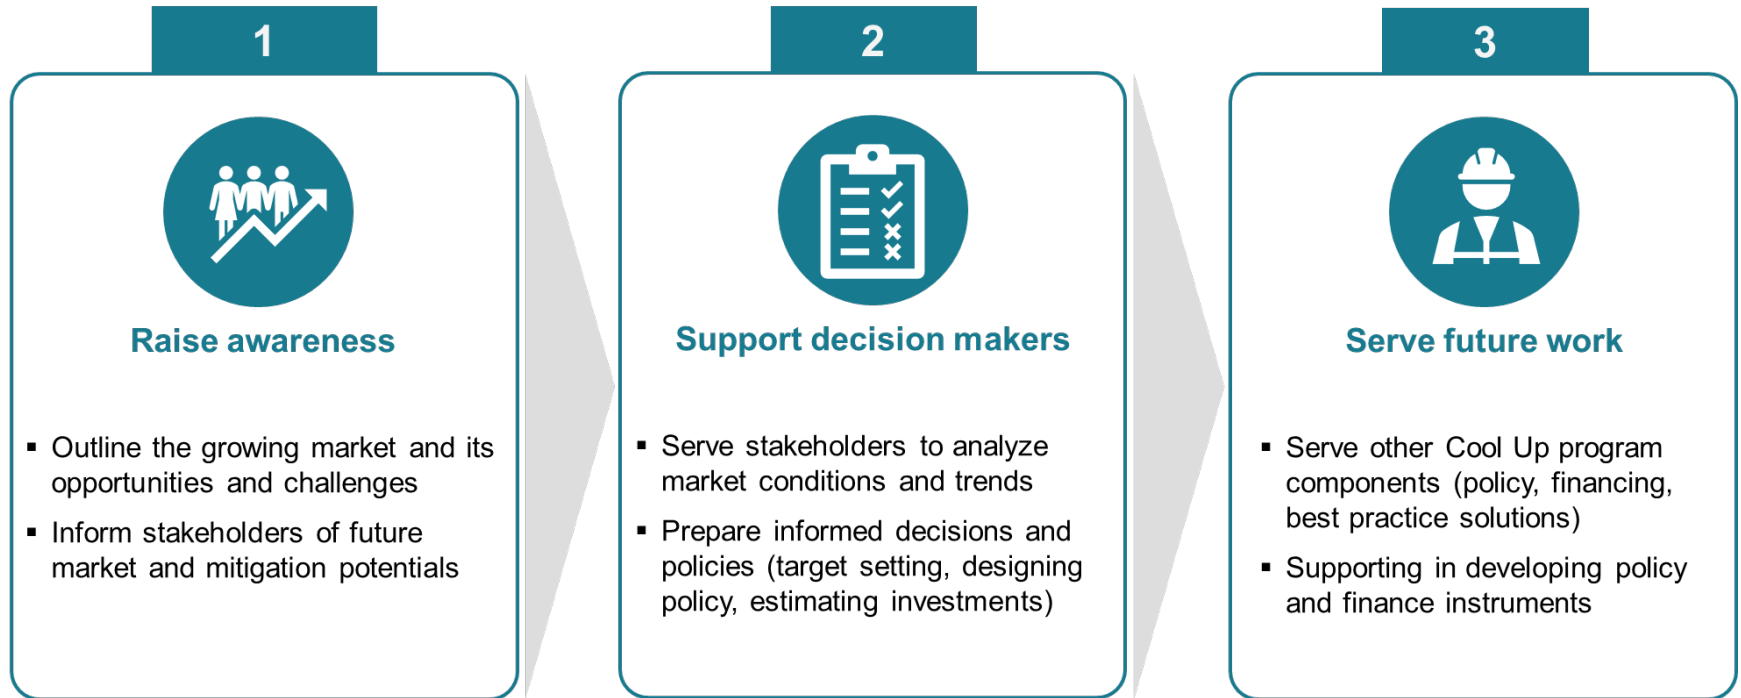 1
Raise awareness
▪ Outline the growing market and its
opportunities and challenges
▪ Inform stakeholders of future
market and mitigation potentials
2
Support decision makers
▪ Serve stakeholders to analyze
market conditions and trends
▪ Prepare informed decisions and
policies (target setting, designing
policy, estimating investments)
3
Serve future work
▪ Serve other Cool Up program
components (policy, financing,
best practice solutions)
▪ Supporting in developing policy
and finance instruments